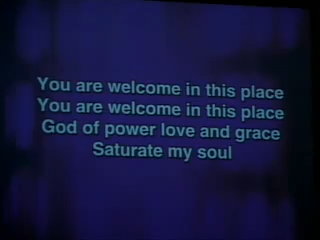 You are welcome in this place
You are welcome in this place
God of power love and grace
Saturate my soul